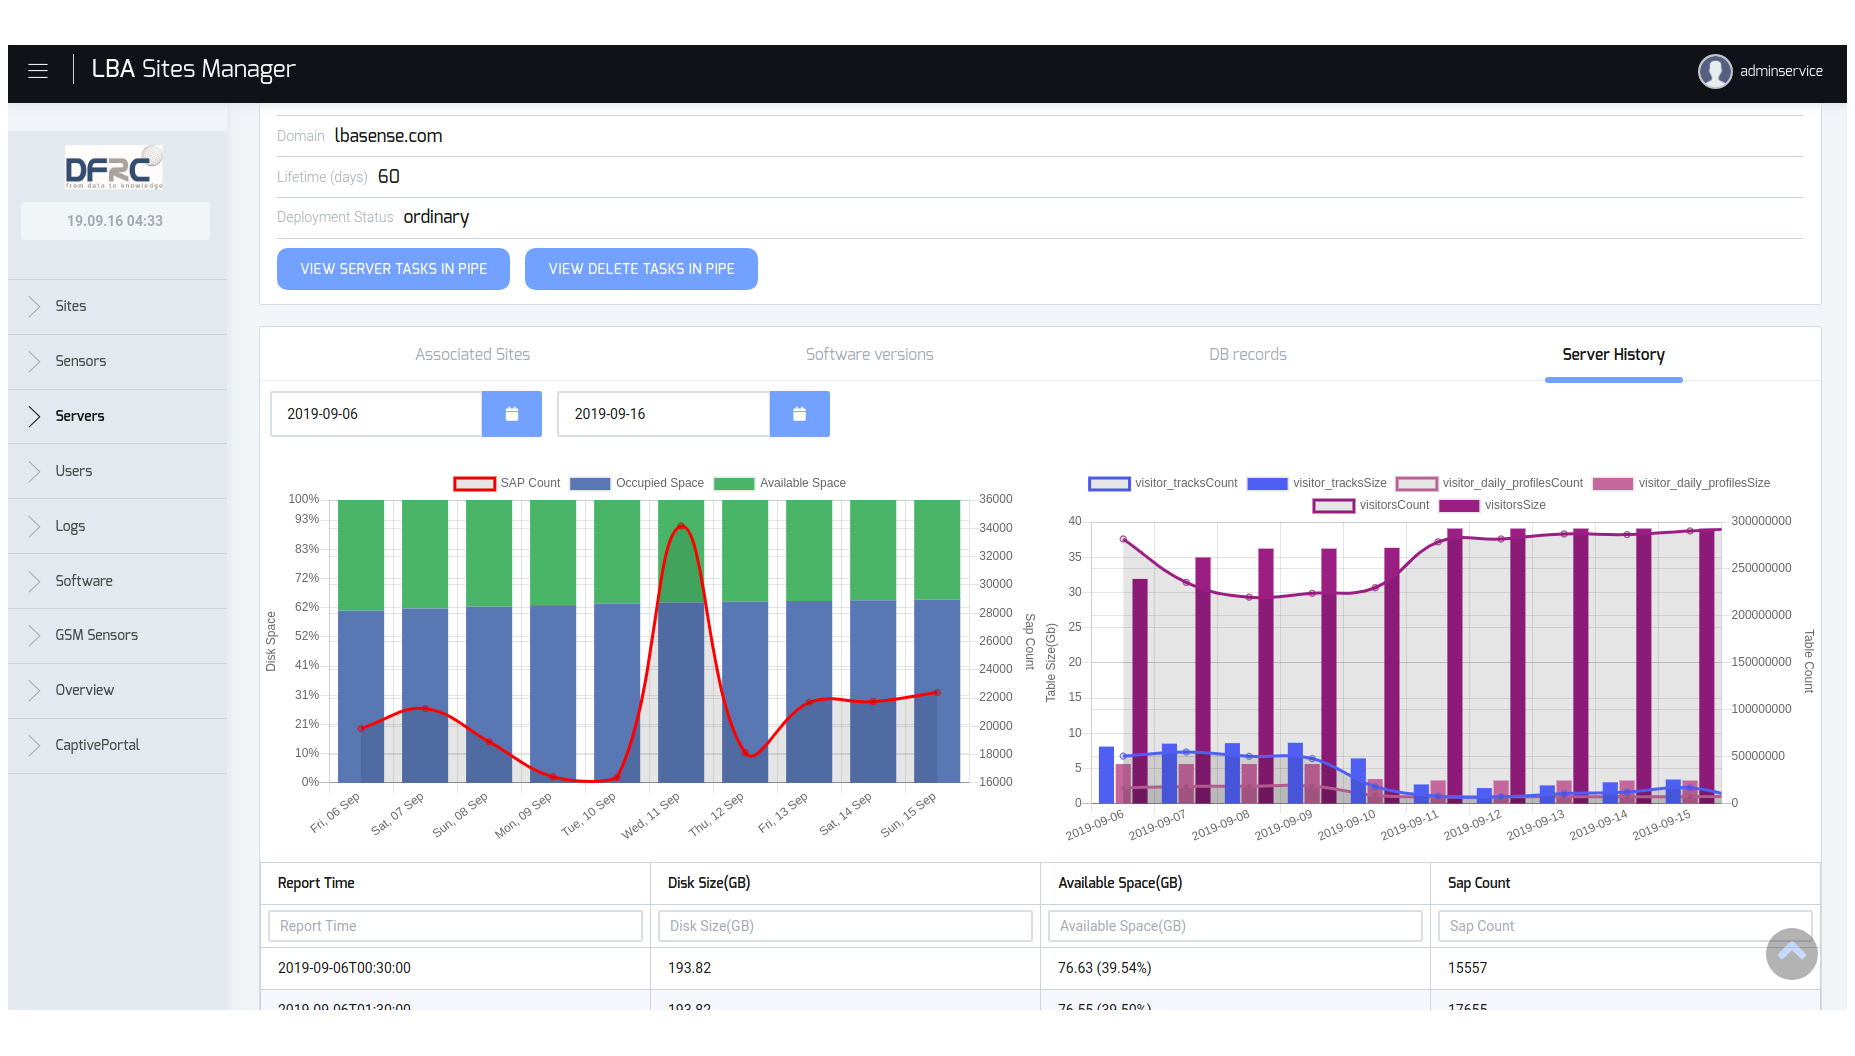 LBA Sites Manager
adminservice
DFRC
from data to knowledge
19.09.16 04:33
Sites
Sensors
Servers
Users
Logs
Software
GSM Sensors
Overview
CaptivePortal
Domain lbasense.com
Lifetime (days) 60
Deployment Status ordinary
VIEW SERVER TASKS IN PIPE VIEW DELETE TASKS IN PIPE
Associated Sites Software versions DB records Server History
2019-09-06 2019-09-16
SAP Count Occupied Space Available Space
100%
93%
83%
72%
62%
52%
41%
31%
21%
10%
0%
Disk Space
36000
34000
32000
30000
28000
26000
24000
22000
20000
18000
16000
Sap Count
Fri, 06 Sep Sat, 07 Sep Sun, 08 Sep Mon, 09 Sep Tue, 10 Sep Wed, 11 Sep Thu, 12 Sep Fri, 13 Sep Sat, 14 Sep Sun, 15 Sep
visitor_tracksCount visitor_tracksSize visitor_daily_profilesCount visitor_daily_profilesSize
visitorsCount visitorsSize
40
35
30
25
20
15
10
5
0
Table Size(Gb)
300000000
250000000
200000000
150000000
100000000
50000000
0
Table Count
2019-09-06 2019-09-07 2019-09-08 2019-09-09 2019-09-10 2019-09-11 2019-09-12 2019-09-13 2019-09-14 2019-09-15
Report Time Disk Size(GB) Available Space(GB) Sap Count
Report Time Disk Size(GB) Available Space(GB) Sap Count
2019-09-06T00:30:00 193.82 76.63 (39.54%) 15557
2019-09-06T01:30:00 193.82 76.55 (39.50%) 17655